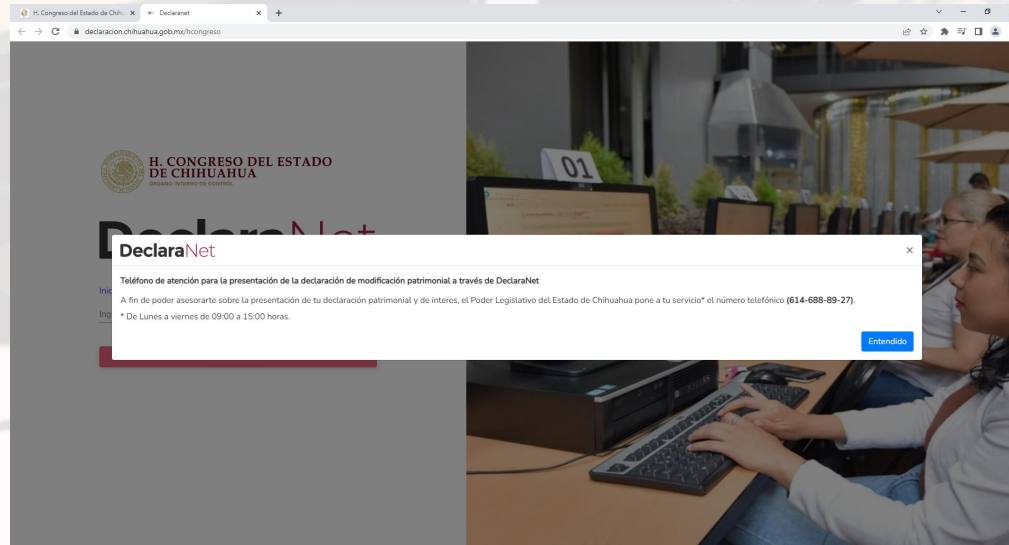 H. Congreso del Estado de Chihu
Declaranet
declaracion.chihuahua.gob.mx/hcongreso
H. CONGRESO DEL ESTADO
DE CHIHUAHUA
ÓRGANO INTERNO DE CONTROL
01
DeclaraNet
Teléfono de atención para la presentación de la declaración de modificación patrimonial a través de DeclaraNet
A fin de poder asesorarte sobre la presentación de tu declaración patrimonial y de interes, el Poder Legislativo del Estado de Chihuahua pone a tu servicio* el número telefónico (614-688-89-27).
* De Lunes a viernes de 09:00 a 15:00 horas.
Entendido